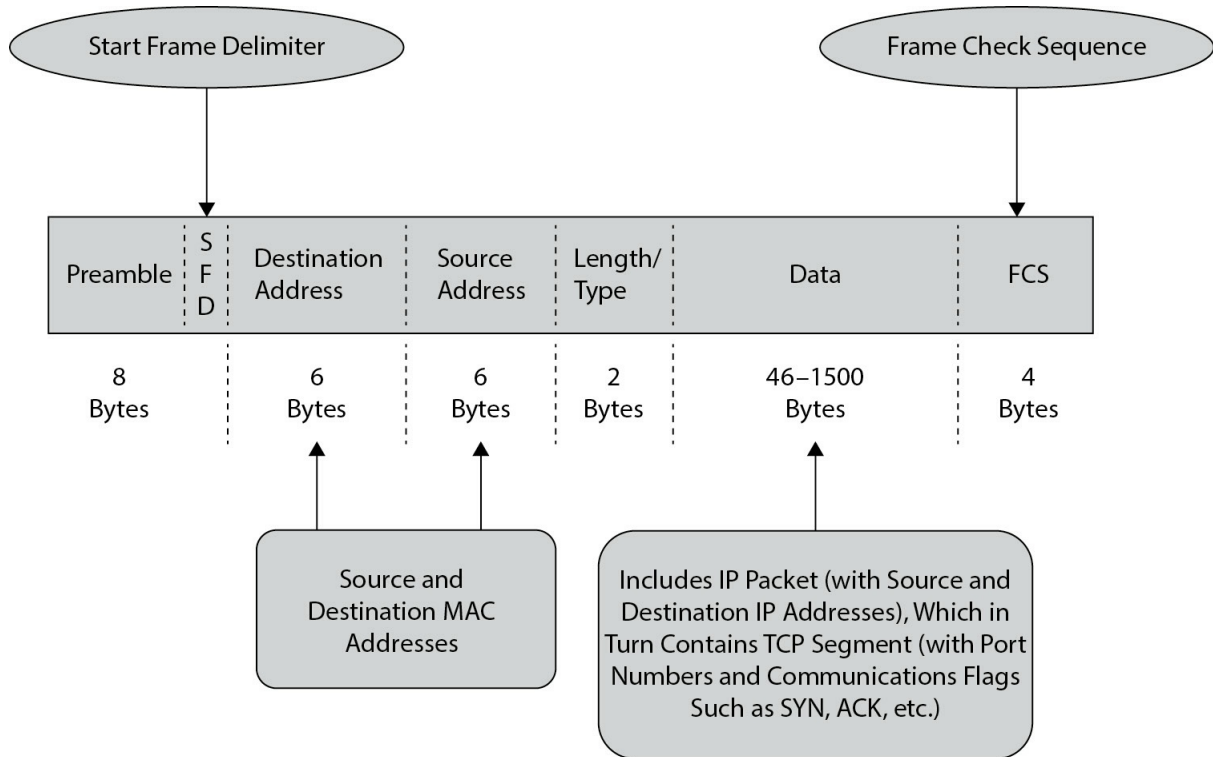 Start Frame Delimiter
Frame Check Sequence
Preamble
S
F
D
Destination
Address
Source
Address
Length/
Type
Data
FCS
8
Bytes
6
Bytes
6
Bytes
2
Bytes
46–1500
Bytes
4
Bytes
Source and
Destination MAC
Addresses
Includes IP Packet (with Source and
Destination IP Addresses), Which in
Turn Contains TCP Segment (with Port
Numbers and Communications Flags
Such as SYN, ACK, etc.)